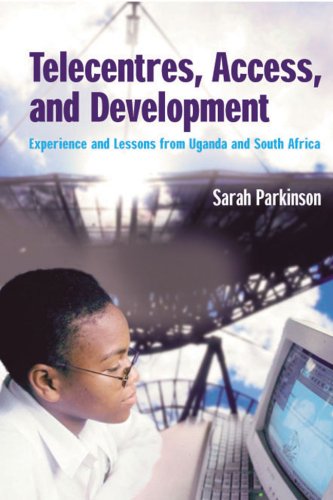 Telecentres, Access,
and Development
Experience and Lessons from Uganda and South Africa
Sarah Parkinson